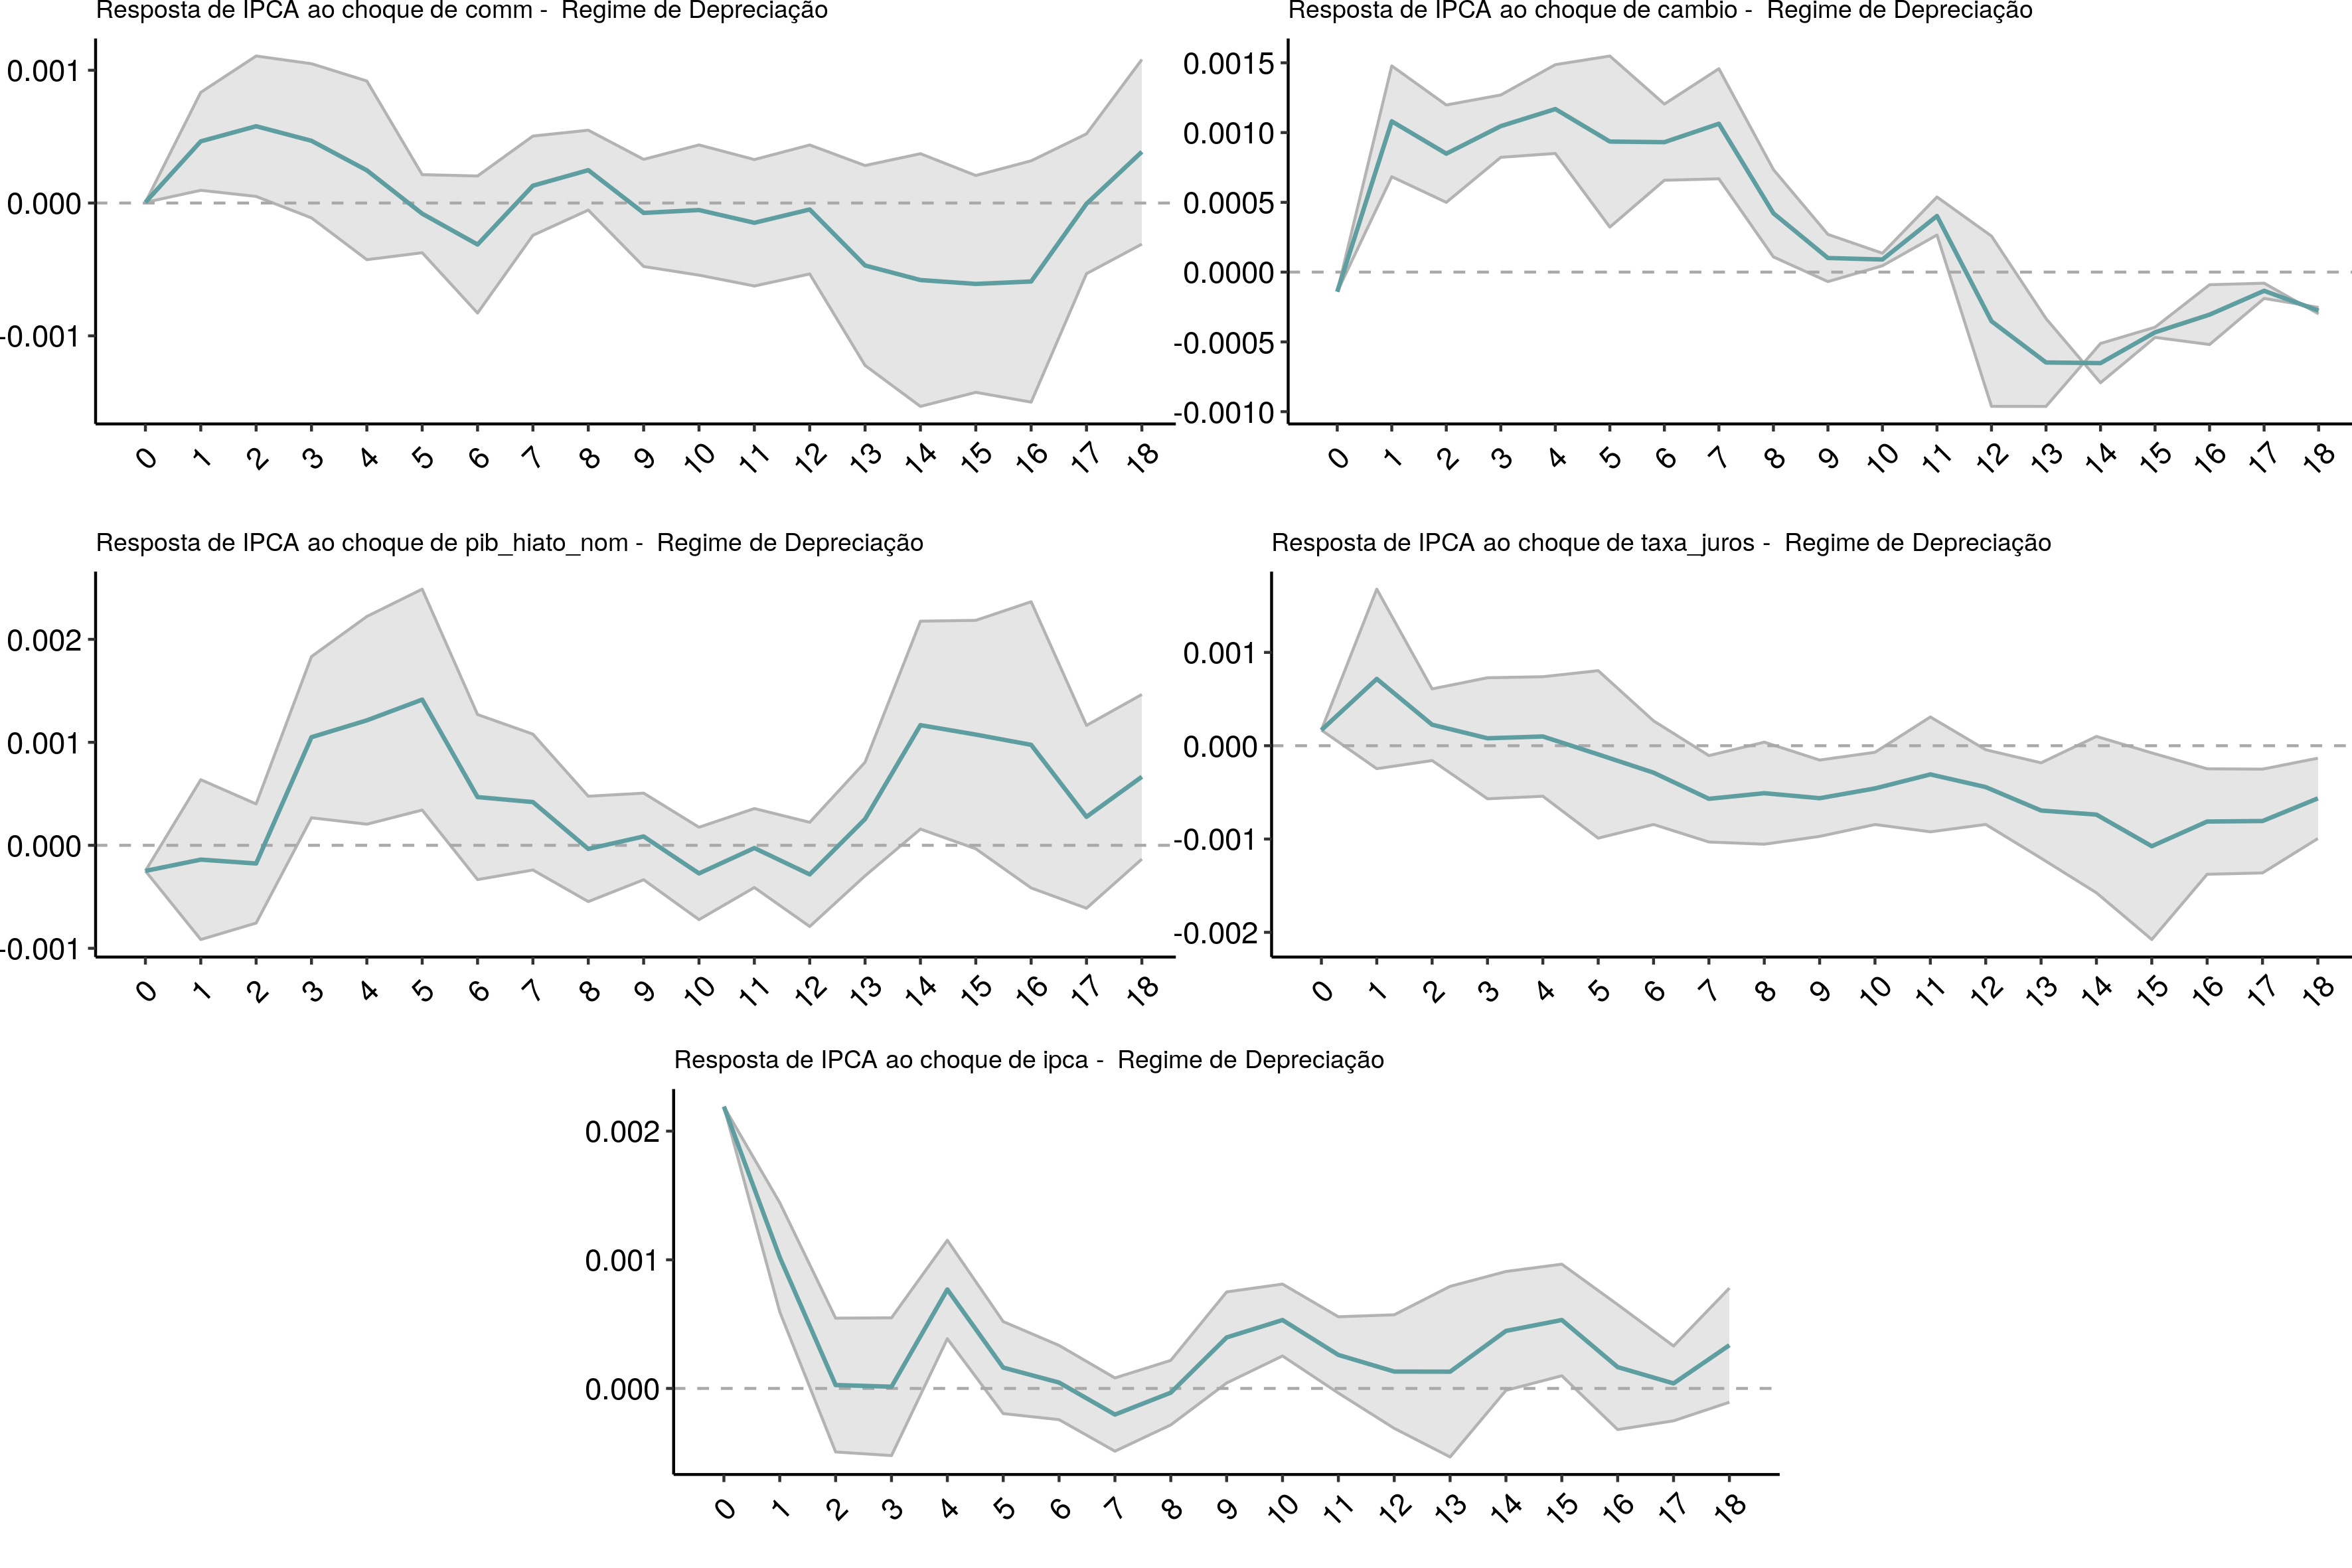 Resposta de IPCA ao choque de comm -  Regime de Depreciação
0.001
0.000
-0.001
0 1 2 3 4 5 6 7 8 9 10 11 12 13 14 15 16 17 18
Resposta de IPCA ao choque de cambio -  Regime de Depreciação
0.0015
0.0010
0.0005
0.0000
-0.0005
-0.0010
0 1 2 3 4 5 6 7 8 9 10 11 12 13 14 15 16 17 18
Resposta de IPCA ao choque de pib_hiato_nom -  Regime de Depreciação
0.002
0.001
0.000
-0.001
0 1 2 3 4 5 6 7 8 9 10 11 12 13 14 15 16 17 18
Resposta de IPCA ao choque de taxa_juros -  Regime de Depreciação
0.001
0.000
-0.001
-0.002
0 1 2 3 4 5 6 7 8 9 10 11 12 13 14 15 16 17 18
Resposta de IPCA ao choque de ipca -  Regime de Depreciação
0.002
0.001
0.000
0 1 2 3 4 5 6 7 8 9 10 11 12 13 14 15 16 17 18